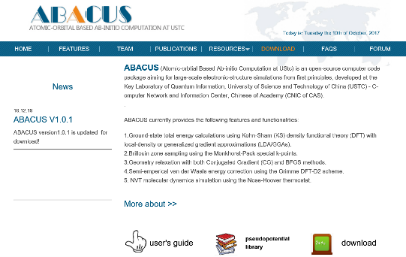 ABACUS
ATOMIC-ORBITAL BASED AB-INITIO COMPUTATION AT USTC
Today is: Tuesday the 10th of October, 2017
HOME | FEATURES | TEAM | PUBLICATIONS | RESOURCES | DOWNLOAD | FAQS | FORUM
News
ABACUS V1.0.1
ABACUS version1.0.1 is updated for
download!
ABACUS (Atomic-orbital Based Ab-initio Computation at UStc) is an open-source computer code
package aiming for large-scale electronic-structure simulations from first principles, developed at the
Key Laboratory of Quantum Information, University of Science and Technology of China (USTC) - C-
omputer Network and Information Center, Chinese of Academy (CNIC of CAS).
ABACUS currently provides the following features and functionalities:
1.Ground-state total energy calculations using Kohn-Sham (KS) density functional theory (DFT) with
local-density or generalized gradient approximations (LDA/GGAs).
2.Brillouin zone sampling using the Monkhorst-Pack special k-points.
3.Geometry relaxation with both Conjugated Gradient (CG) and BFGS methods.
4.Semi-empirical van der Waals energy correction using the Grimme DFT-D2 scheme.
5. NVT molecular dynamics simulation using the Nose-Hoover thermostat.
More about >>
user's guide
pseudopotential
library
download